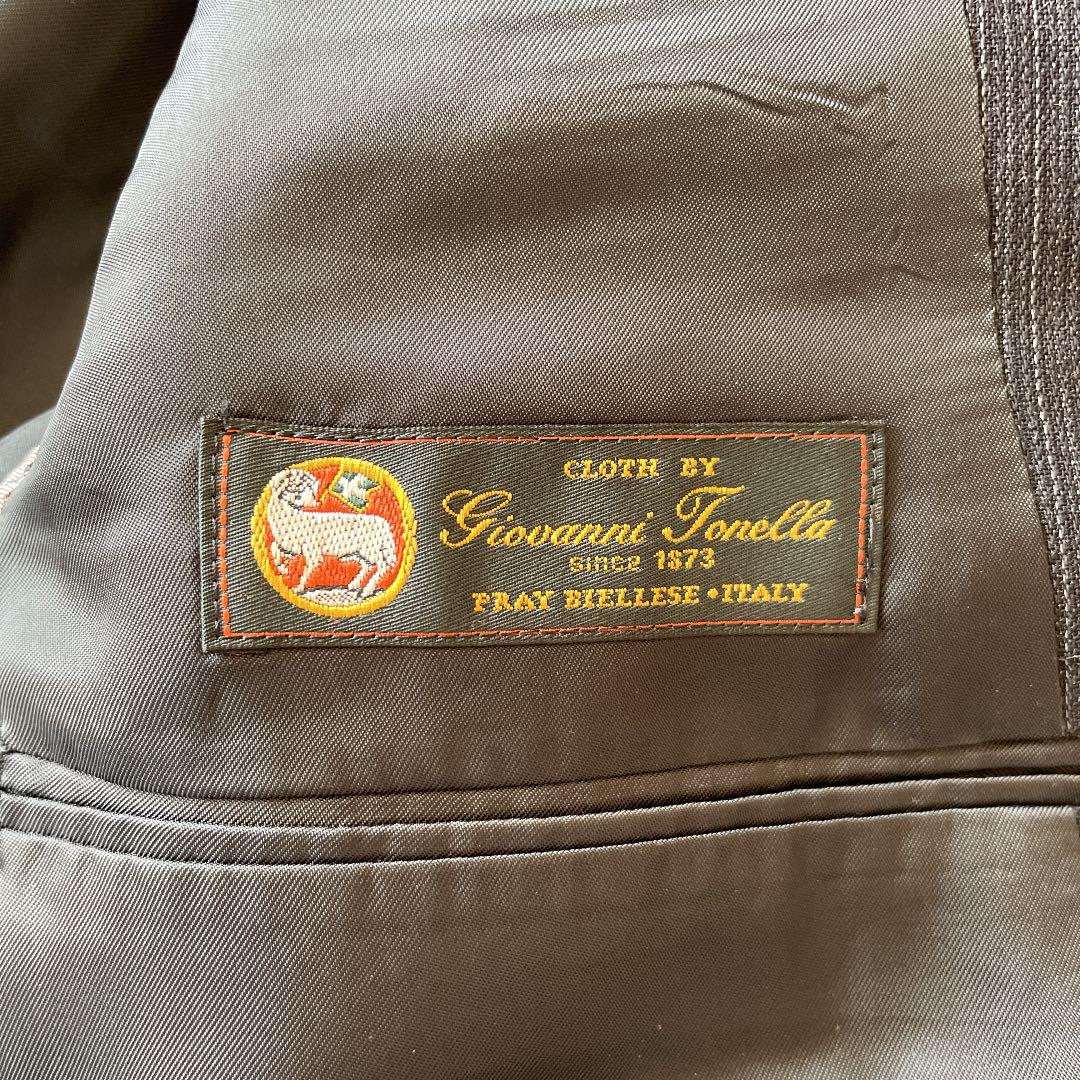 CLOTH BY
Giovanni Tonella
since 1873
PRAY BIELLESE • ITALY